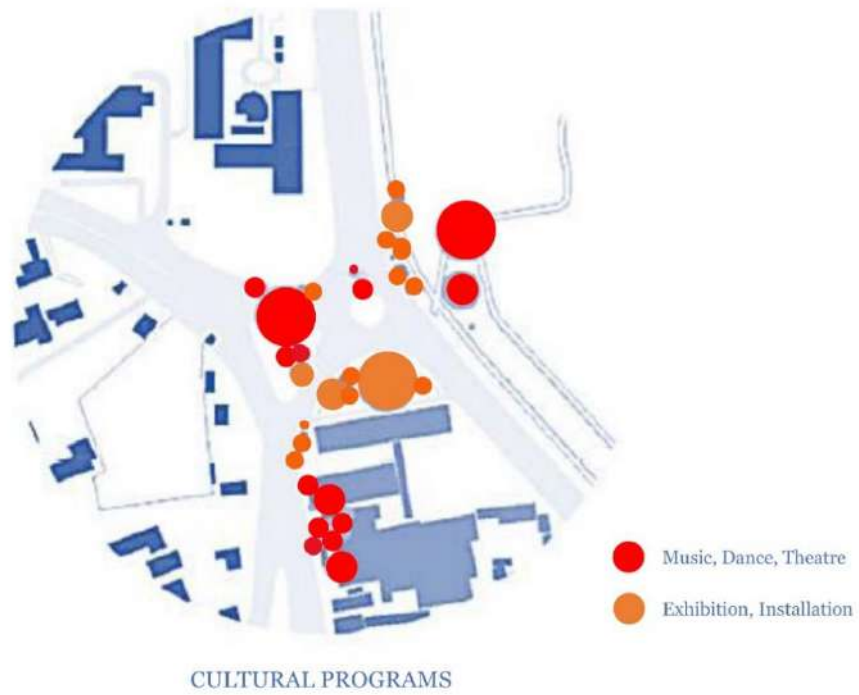 Music, Dance, Theatre
Exhibition, Installation
CULTURAL PROGRAMS